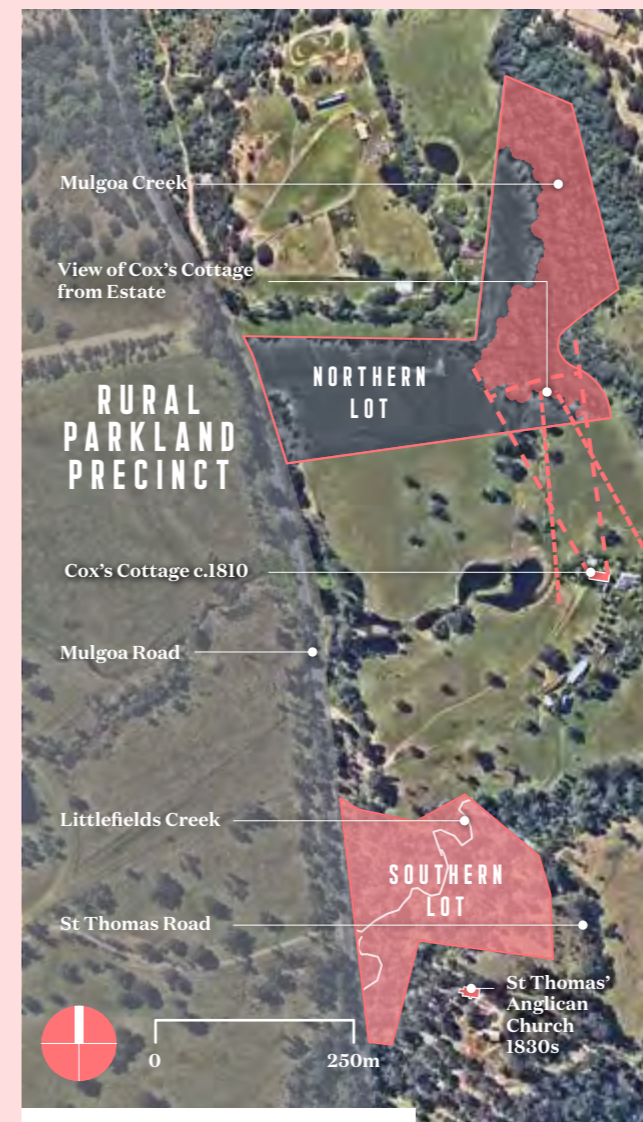 Mulgoa Creek
View of Cox’s Cottage
from Estate
NORTHERN
LOT
RURAL
PARKLAND
PRECINCT
Cox’s Cottage c.1810
Mulgoa Road
Littlefields Creek
SOUTHERN
LOT
St Thomas Road
St Thomas’
Anglican
Church
1830s
0
250m